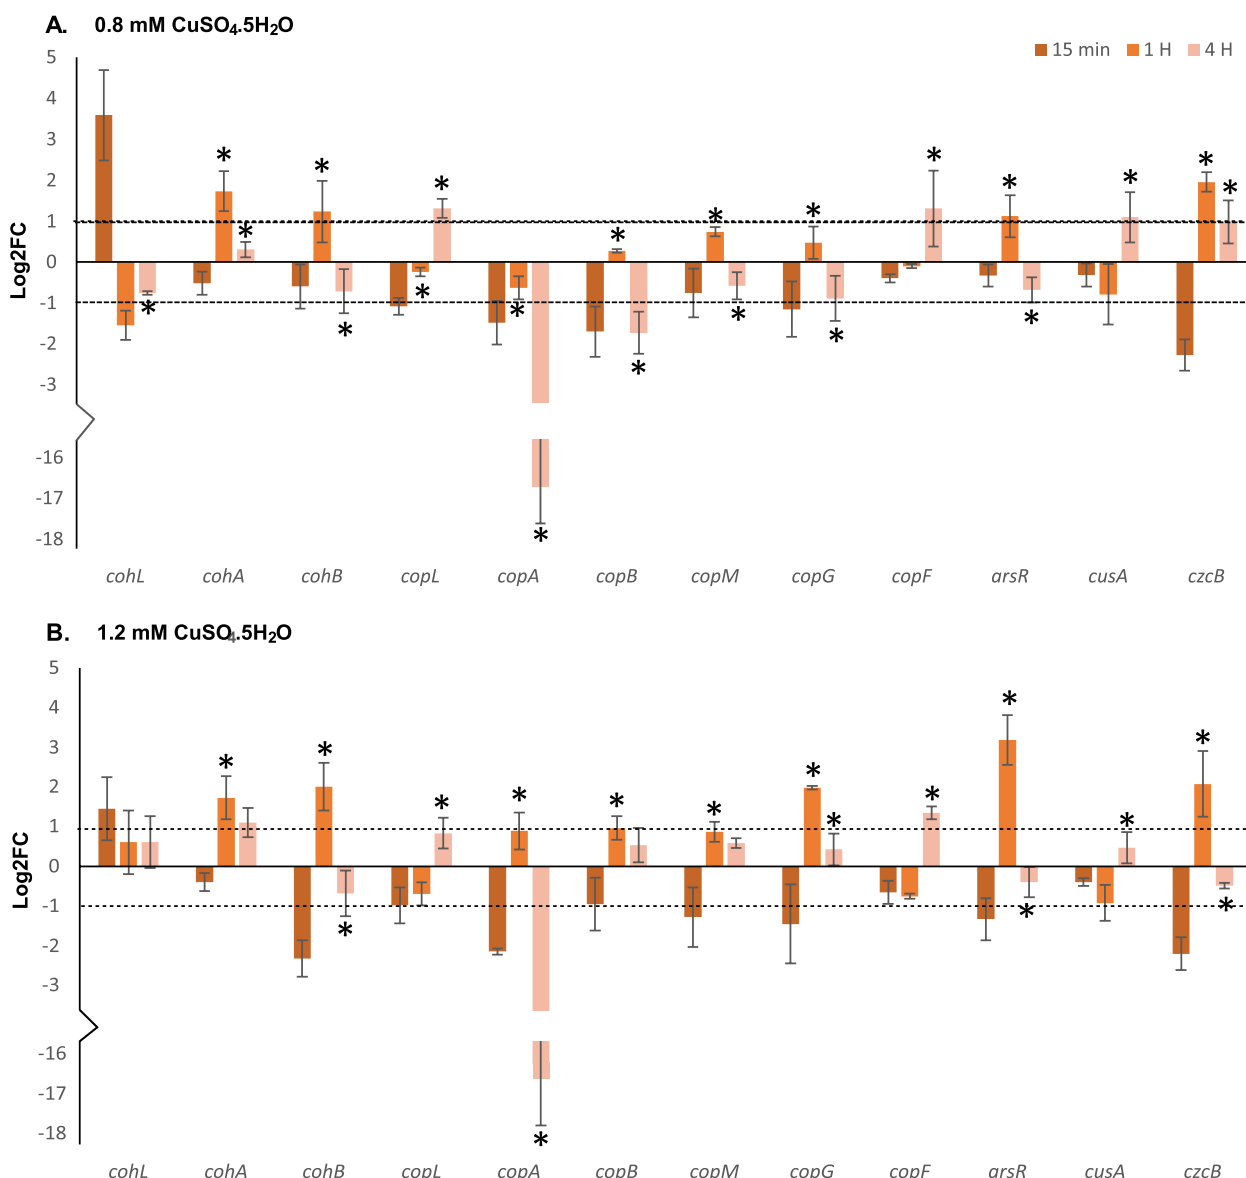 A. 0.8 mM CuSO4.5H2O
15 min 1 H 4 H
5
4
3
2
1
0
-1
-2
-3
-16
-17
-18
Log2FC
* * * * * * * * * * * * * * * * * * * * *
cohL cohA cohB copL copA copB copM copG copF arsR cusA czcB
B. 1.2 mM CuSO4.5H2O
5
4
3
2
1
0
-1
-2
-3
-16
-17
-18
Log2FC
* * * * * * * * * * * * * * * *
cohL cohA cohB copL copA copB copM copG copF arsR cusA czcB